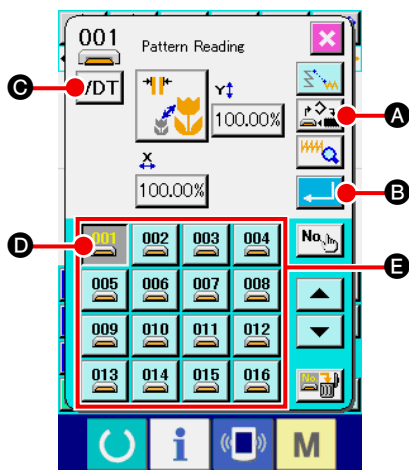 001
Pattern Reading
C
/DT
Y
100.00%
A
X
100.00%
B
D
001 002 003 004
No.
E
005 006 007 008
009 010 011 012
013 014 015 016
No.
i
M